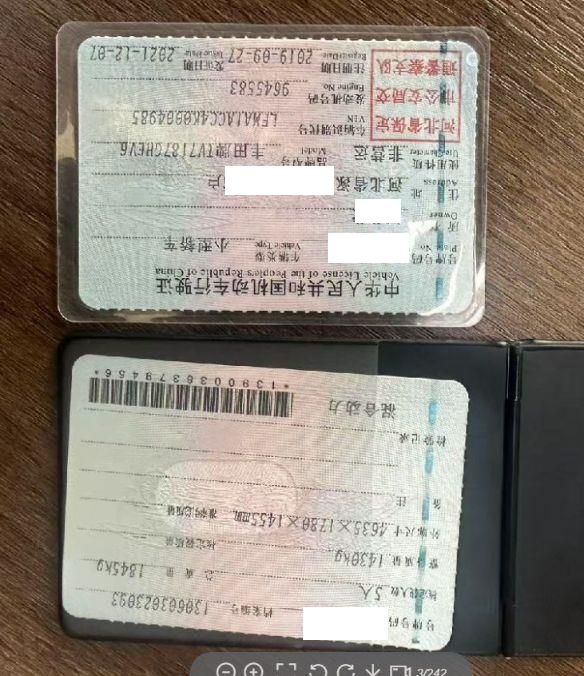 中华人民共和国机动车行驶证
Vehicle License of the People's Republic of China
号牌号码
Plate No.
车辆类型 小型轿车
Vehicle Type
所有人
Owner
住 址 河北省
Address
户
使用性质 非营运
Use Character
品牌型号 丰田牌TV7187GHEV6
Model
河北省保定
市公安局交
通警察支队
车辆识别代号
VIN
LFMA1ACC4K0004985
发动机号码 9645583
Engine No.
注册日期 2019-09-27
Register Date
发证日期 2021-12-07
Issue Date
号牌号码
档案编号 130603023093
核定载人数 5人
总 质 量 1845kg
整备质量 1430kg
核定载质量
外廓尺寸 4635×1780×1455mm
准牵引总质量
备 注
检验记录
混合动力
*1390038379456*
3/242